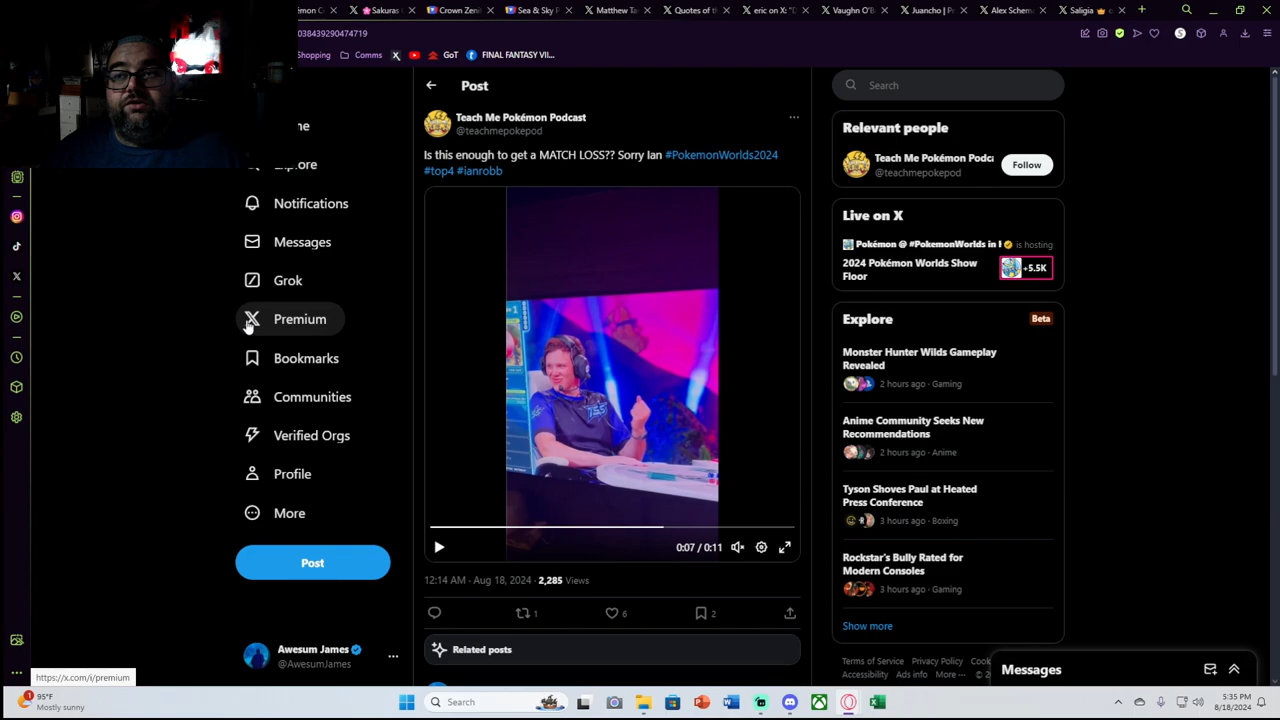 Sakuras
Crown Zeni
Sea & Sky P
Matthew Ta
Quotes of th
eric on X: "D
Vaughn O'B
Juancho | P
Alex Schema
Saligia
038439290474719
Shopping
Comms
GoT
FINAL FANTASY VII...
Post
Search
Teach Me Pokémon Podcast
@teachmepokepod
Is this enough to get a MATCH LOSS?? Sorry Ian #PokemonWorlds2024
#top4 #ianrobb
0:07 / 0:11
12:14 AM · Aug 18, 2024 · 2,285 Views
1
6
2
Related posts
Explore
Notifications
Messages
Grok
Premium
Bookmarks
Communities
Verified Orgs
Profile
More
Post
Awesum James
@AwesumJames
https://x.com/i/premium
Relevant people
Teach Me Pokémon Podca
@teachmepokepod
Follow
Live on X
Pokémon @ #PokemonWorlds in H is hosting
2024 Pokémon Worlds Show
Floor
+5.5K
Explore
Beta
Monster Hunter Wilds Gameplay
Revealed
2 hours ago · Gaming
Anime Community Seeks New
Recommendations
2 hours ago · Anime
Tyson Shoves Paul at Heated
Press Conference
3 hours ago · Boxing
Rockstar's Bully Rated for
Modern Consoles
3 hours ago · Gaming
Show more
Terms of Service Privacy Policy Cook
Accessibility Ads info More ···
Messages
95°F
Mostly sunny
Search
5:35 PM
8/18/2024